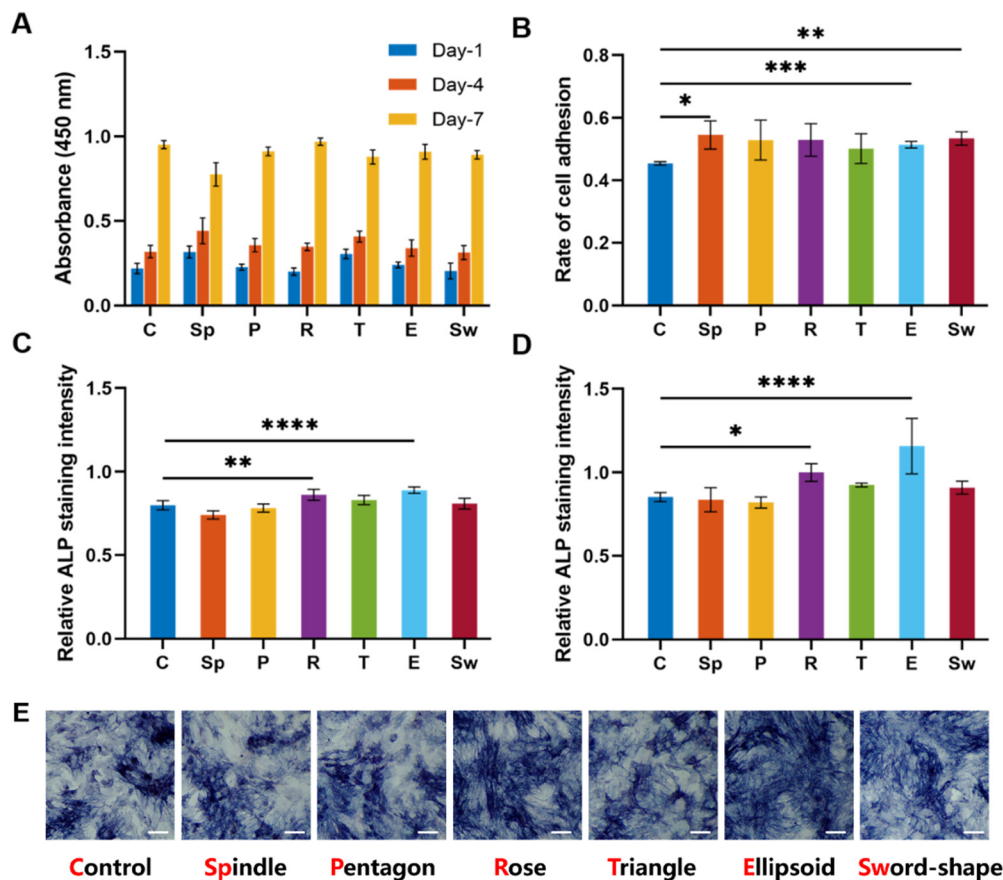 A
Absorbance (450 nm)
1.5
1.0
0.5
0.0
Day-1
Day-4
Day-7
C Sp P R T E Sw
B
Rate of cell adhesion
0.8
0.6
0.4
0.2
0.0
**
***
*
C Sp P R T E Sw
C
Relative ALP staining intensity
1.5
1.0
0.5
0.0
****
**
C Sp P R T E Sw
D
Relative ALP staining intensity
1.5
1.0
0.5
0.0
****
*
C Sp P R T E Sw
E
Control Spindle Pentagon Rose Triangle Ellipsoid Sword-shape